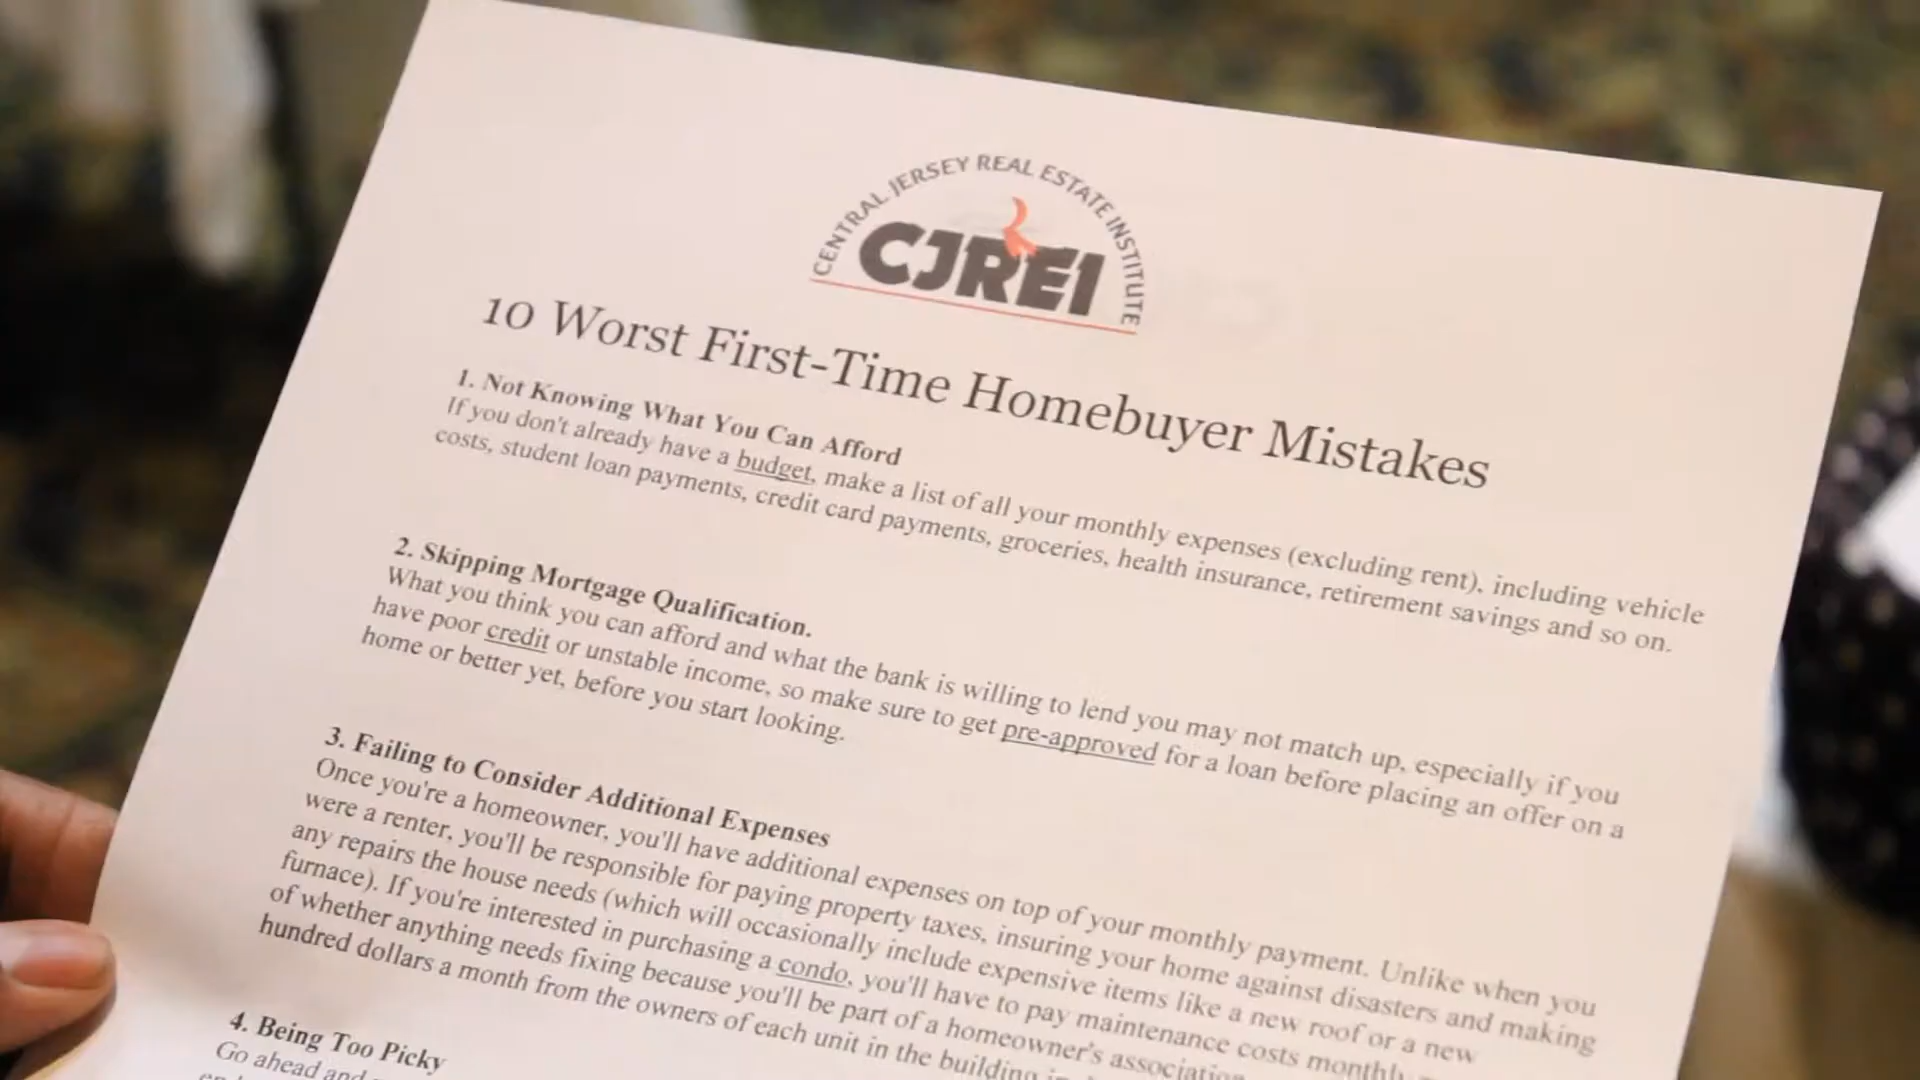 CENTRAL JERSEY REAL ESTATE INSTITUTE
CJREI
10 Worst First-Time Homebuyer Mistakes
1. Not Knowing What You Can Afford
If you don't already have a budget, make a list of all your monthly expenses (excluding rent), including vehicle
costs, student loan payments, credit card payments, groceries, health insurance, retirement savings and so on.
2. Skipping Mortgage Qualification.
What you think you can afford and what the bank is willing to lend you may not match up, especially if you
have poor credit or unstable income, so make sure to get pre-approved for a loan before placing an offer on a
home or better yet, before you start looking.
3. Failing to Consider Additional Expenses
Once you're a homeowner, you'll have additional expenses on top of your monthly payment. Unlike when you
were a renter, you'll be responsible for paying property taxes, insuring your home against disasters and making
any repairs the house needs (which will occasionally include expensive items like a new roof or a new
furnace). If you're interested in purchasing a condo, you'll have to pay maintenance costs monthly
of whether anything needs fixing because you'll be part of a homeowner's association
hundred dollars a month from the owners of each unit in the building
4. Being Too Picky
Go ahead and